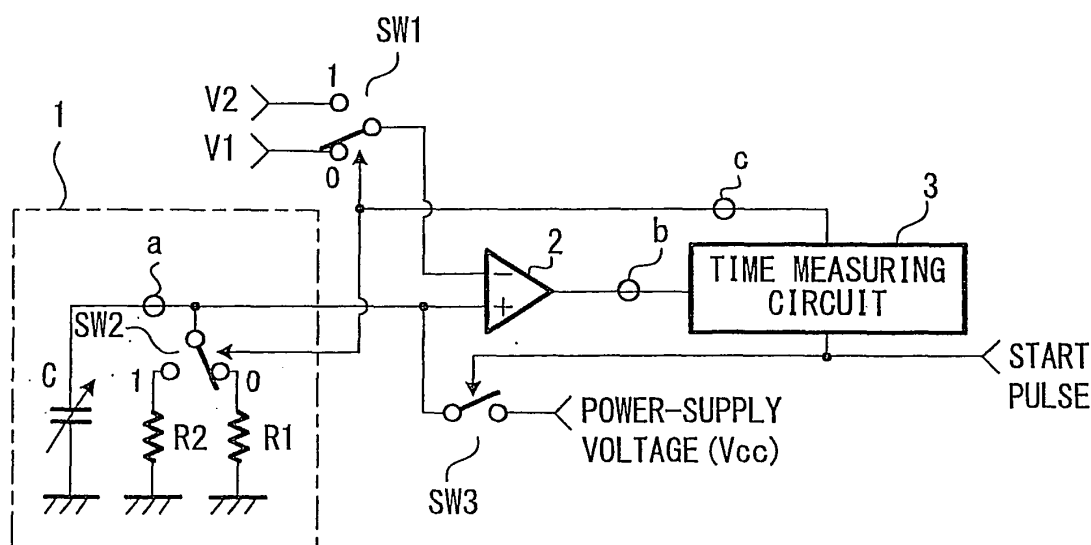 SW1
1
V2
V1
0
1
c
3
a
2
b
TIME MEASURING
CIRCUIT
SW2
1
0
START
PULSE
C
R2
R1
POWER-SUPPLY
VOLTAGE (Vcc)
SW3